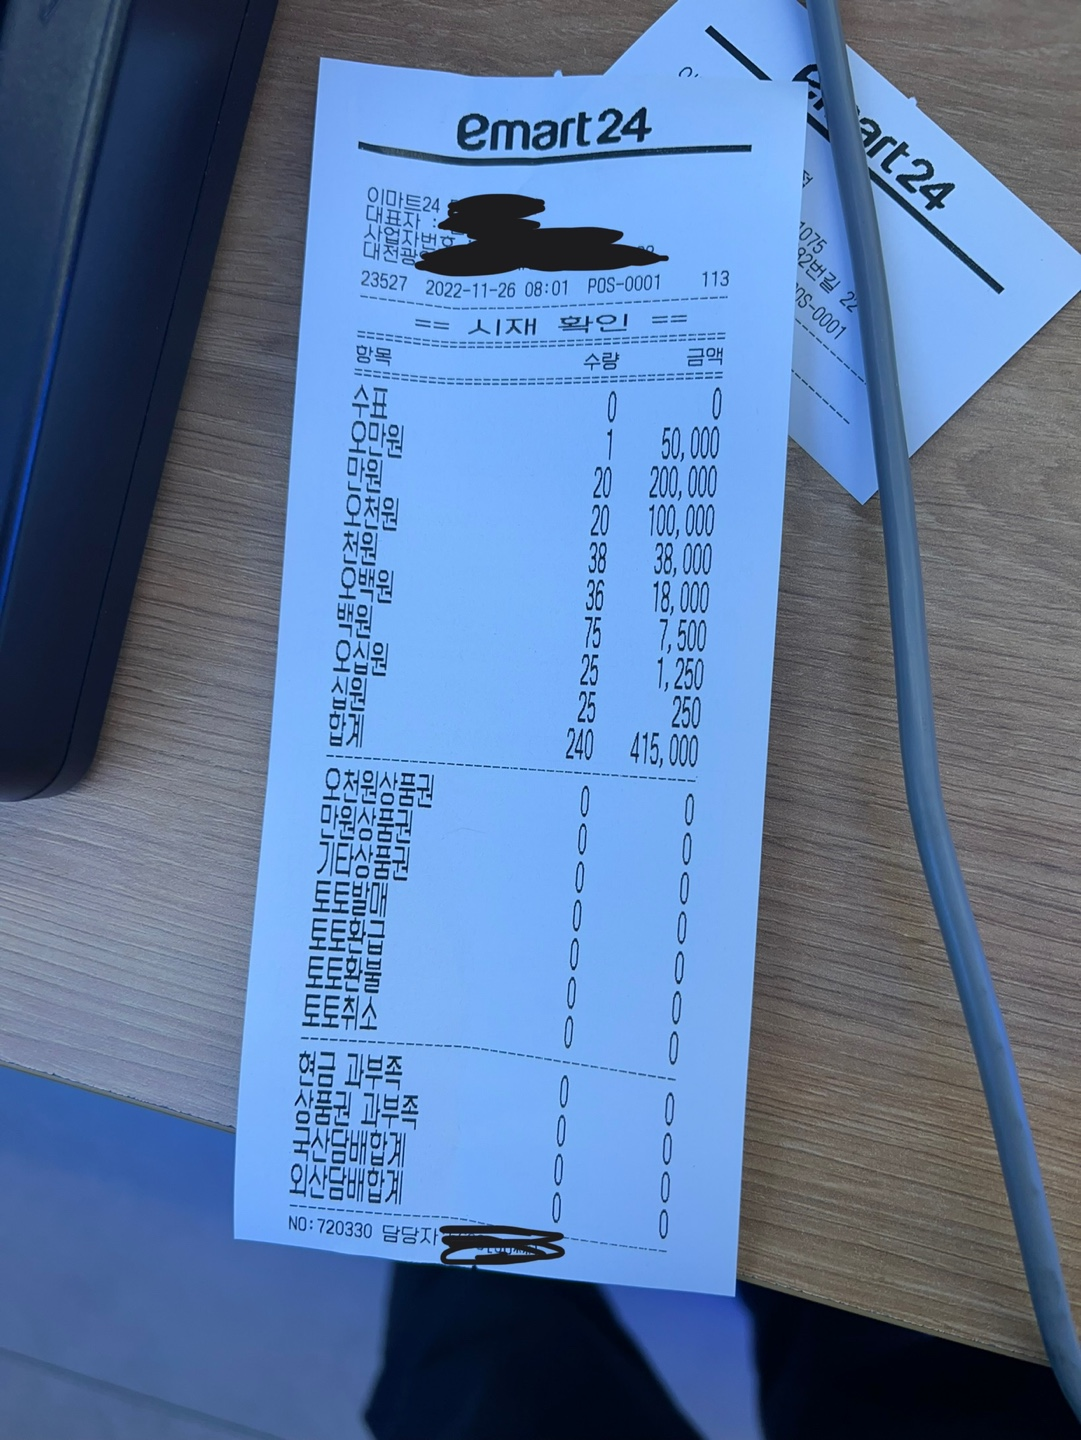 emart24
이마트24
대표자 :
사업자번호
대전광
23527 2022-11-26 08:01 POS-0001 113
== 시재 확인 ==
항목 수량 금액
수표 0 0
오만원 1 50,000
만원 20 200,000
오천원 20 100,000
천원 38 38,000
오백원 36 18,000
백원 75 7,500
오십원 25 1,250
십원 25 250
합계 240 415,000
오천원상품권 0 0
만원상품권 0 0
기타상품권 0 0
토토발매 0 0
토토환급 0 0
토토환불 0 0
토토취소 0 0
현금 과부족 0 0
상품권 과부족 0 0
국산담배합계 0 0
외산담배합계 0 0
NO:720330 담당자
emart24
1075
82번길 22
POS-0001